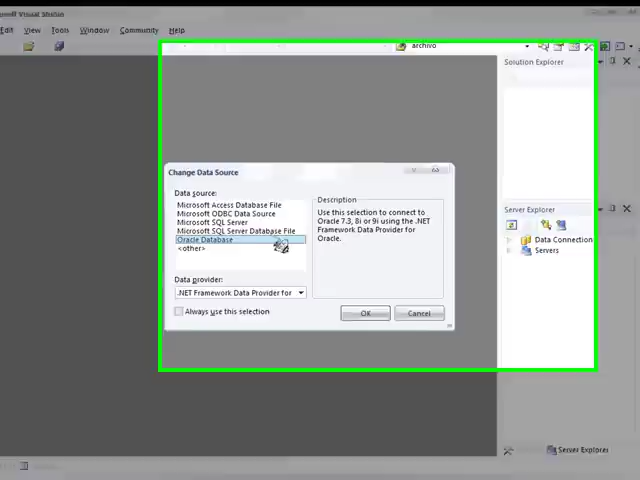 Visual Studio
Edit View Tools Window Community Help
archivo
Solution Explorer
Change Data Source
Data source:
Microsoft Access Database File
Microsoft ODBC Data Source
Microsoft SQL Server
Microsoft SQL Server Database File
Oracle Database
<other>
Description
Use this selection to connect to
Oracle 7.3, 8i or 9i using the .NET
Framework Data Provider for
Oracle.
Data provider:
.NET Framework Data Provider for
Always use this selection
OK
Cancel
Server Explorer
Data Connection
Servers
Server Explorer